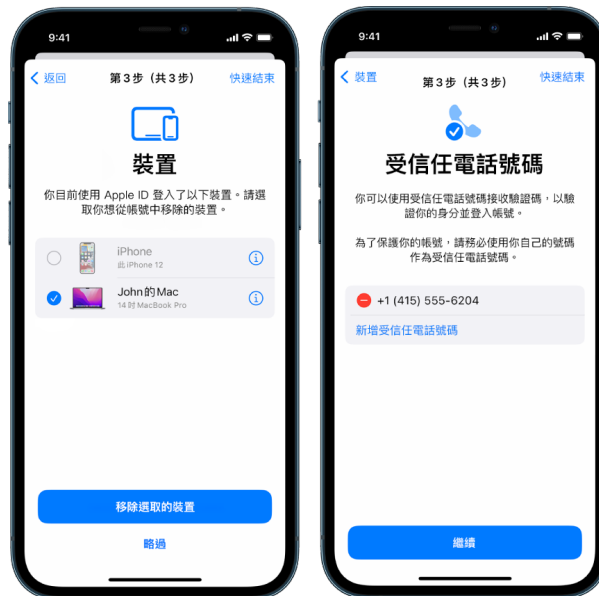 9:41
返回
第3步（共3步）
快速結束
裝置
你目前使用 Apple ID 登入了以下裝置。請選
取你想從帳號中移除的裝置。
iPhone
此 iPhone 12
John的Mac
14 吋 MacBook Pro
移除選取的裝置
略過
9:41
裝置
第3步（共3步）
快速結束
受信任電話號碼
你可以使用受信任電話號碼接收驗證碼，以驗
證你的身分並登入帳號。
為了保護你的帳號，請務必使用你自己的號碼
作為受信任電話號碼。
+1 (415) 555-6204
新增受信任電話號碼
繼續